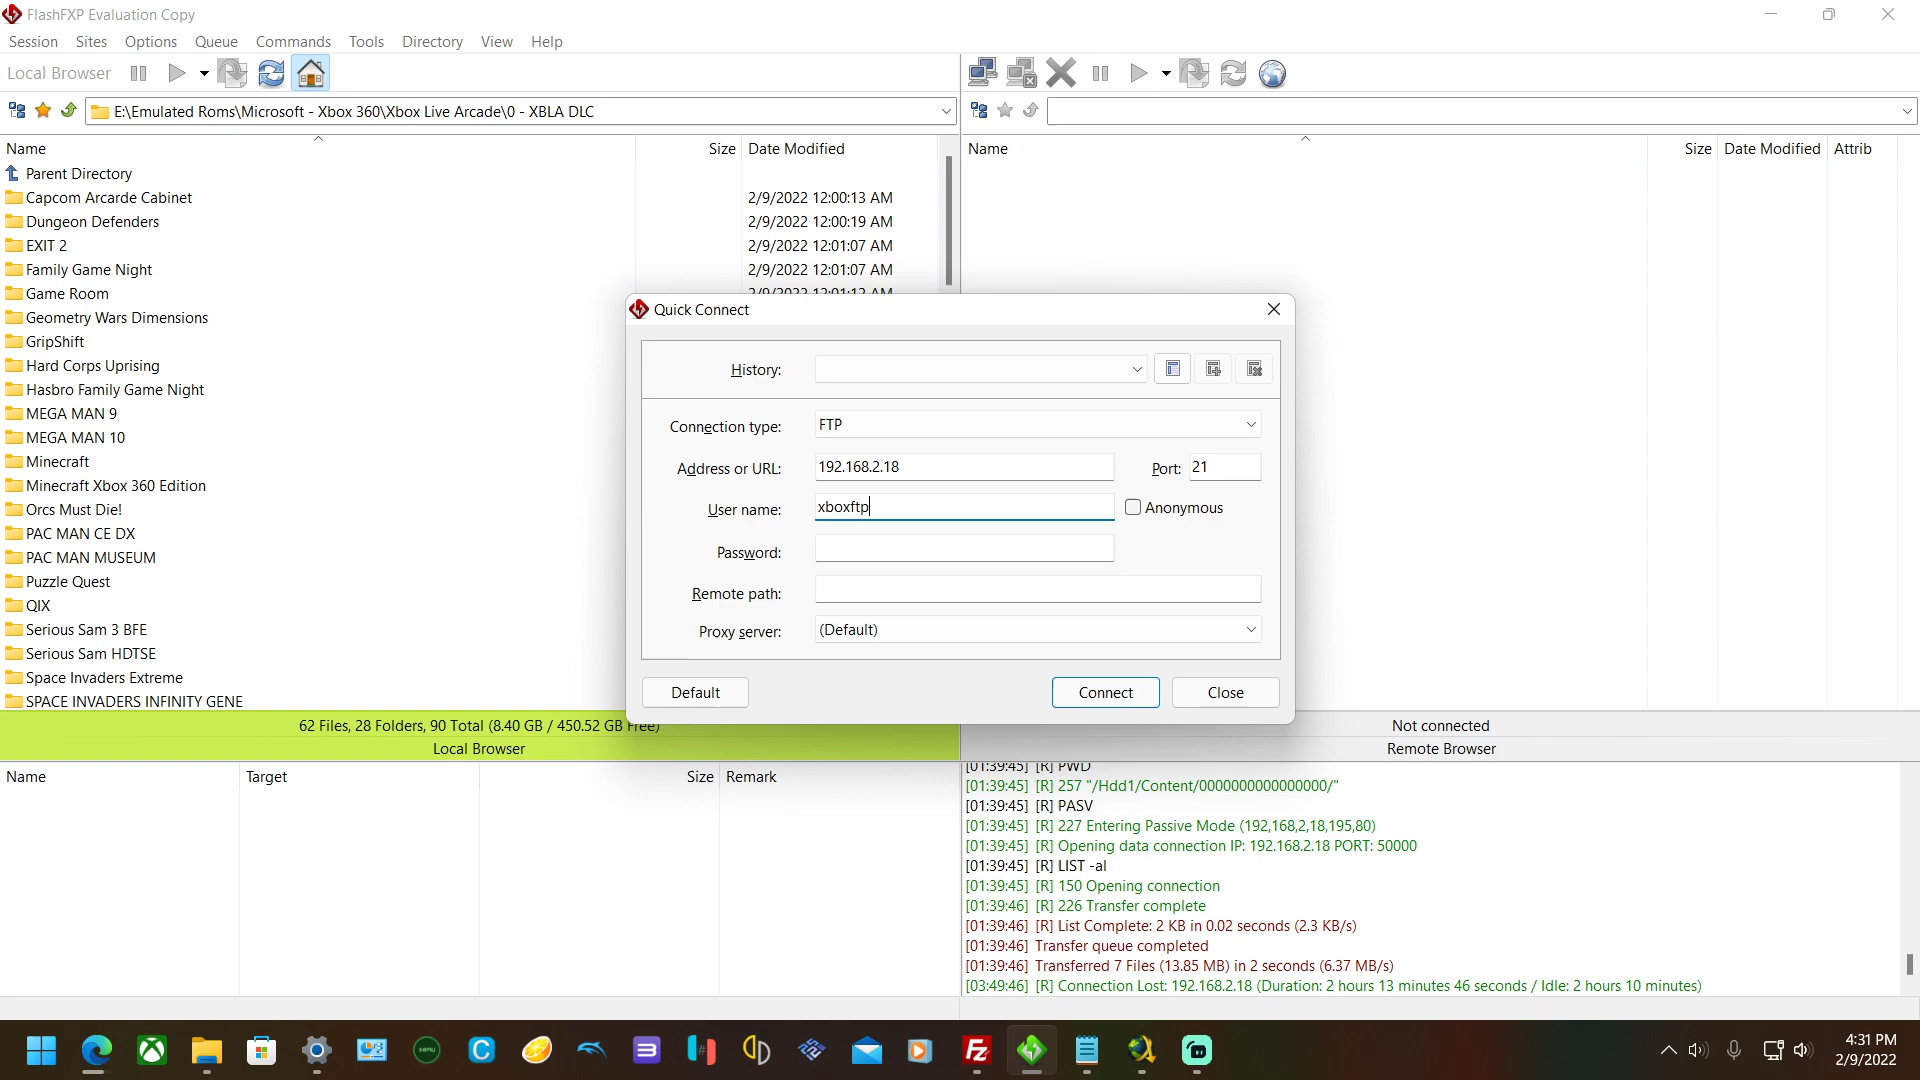 FlashFXP Evaluation Copy
Session Sites Options Queue Commands Tools Directory View Help
Local Browser
E:\Emulated Roms\Microsoft - Xbox 360\Xbox Live Arcade\0 - XBLA DLC
Name Size Date Modified
Parent Directory
Capcom Arcarde Cabinet 2/9/2022 12:00:13 AM
Dungeon Defenders 2/9/2022 12:00:19 AM
EXIT 2 2/9/2022 12:01:07 AM
Family Game Night 2/9/2022 12:01:07 AM
Game Room 2/9/2022 12:01:12 AM
Geometry Wars Dimensions
GripShift
Hard Corps Uprising
Hasbro Family Game Night
MEGA MAN 9
MEGA MAN 10
Minecraft
Minecraft Xbox 360 Edition
Orcs Must Die!
PAC MAN CE DX
PAC MAN MUSEUM
Puzzle Quest
QIX
Serious Sam 3 BFE
Serious Sam HDTSE
Space Invaders Extreme
SPACE INVADERS INFINITY GENE
62 Files, 28 Folders, 90 Total (8.40 GB / 450.52 GB Free)
Local Browser
Name Size Date Modified Attrib
Quick Connect
History:
Connection type: FTP
Address or URL: 192.168.2.18 Port: 21
User name: xboxftp Anonymous
Password:
Remote path:
Proxy server: (Default)
Default Connect Close
Not connected
Remote Browser
Name Target Size Remark
[01:39:45] [R] PWD
[01:39:45] [R] 257 "/Hdd1/Content/0000000000000000/"
[01:39:45] [R] PASV
[01:39:45] [R] 227 Entering Passive Mode (192,168,2,18,195,80)
[01:39:45] [R] Opening data connection IP: 192.168.2.18 PORT: 50000
[01:39:45] [R] LIST -al
[01:39:45] [R] 150 Opening connection
[01:39:46] [R] 226 Transfer complete
[01:39:46] [R] List Complete: 2 KB in 0.02 seconds (2.3 KB/s)
[01:39:46] Transfer queue completed
[01:39:46] Transferred 7 Files (13.85 MB) in 2 seconds (6.37 MB/s)
[03:49:46] [R] Connection Lost: 192.168.2.18 (Duration: 2 hours 13 minutes 46 seconds / Idle: 2 hours 10 minutes)
4:31 PM
2/9/2022